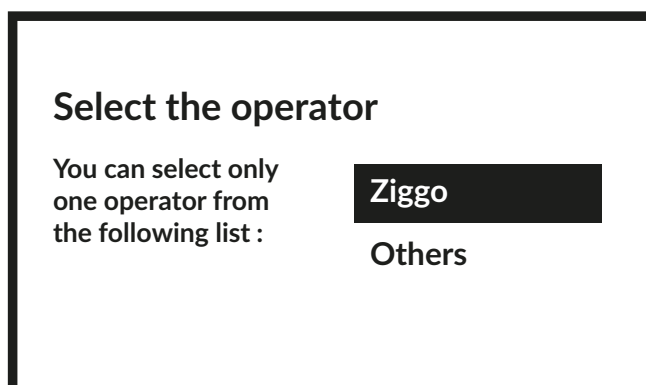 Select the operator
You can select only
one operator from
the following list :
Ziggo
Others